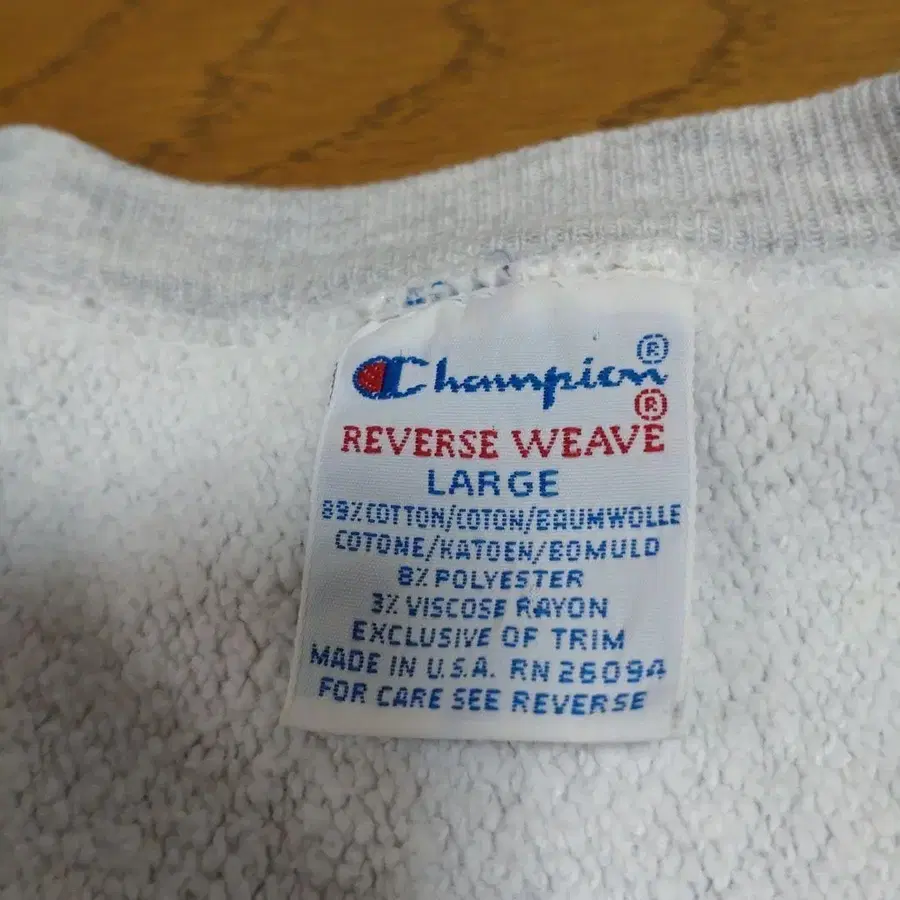 Champion®
REVERSE WEAVE®
LARGE
89% COTTON/COTON/BAUMWOLLE
COTONE/KATOEN/BOMULD
8% POLYESTER
3% VISCOSE RAYON
EXCLUSIVE OF TRIM
MADE IN U.S.A. RN 26094
FOR CARE SEE REVERSE